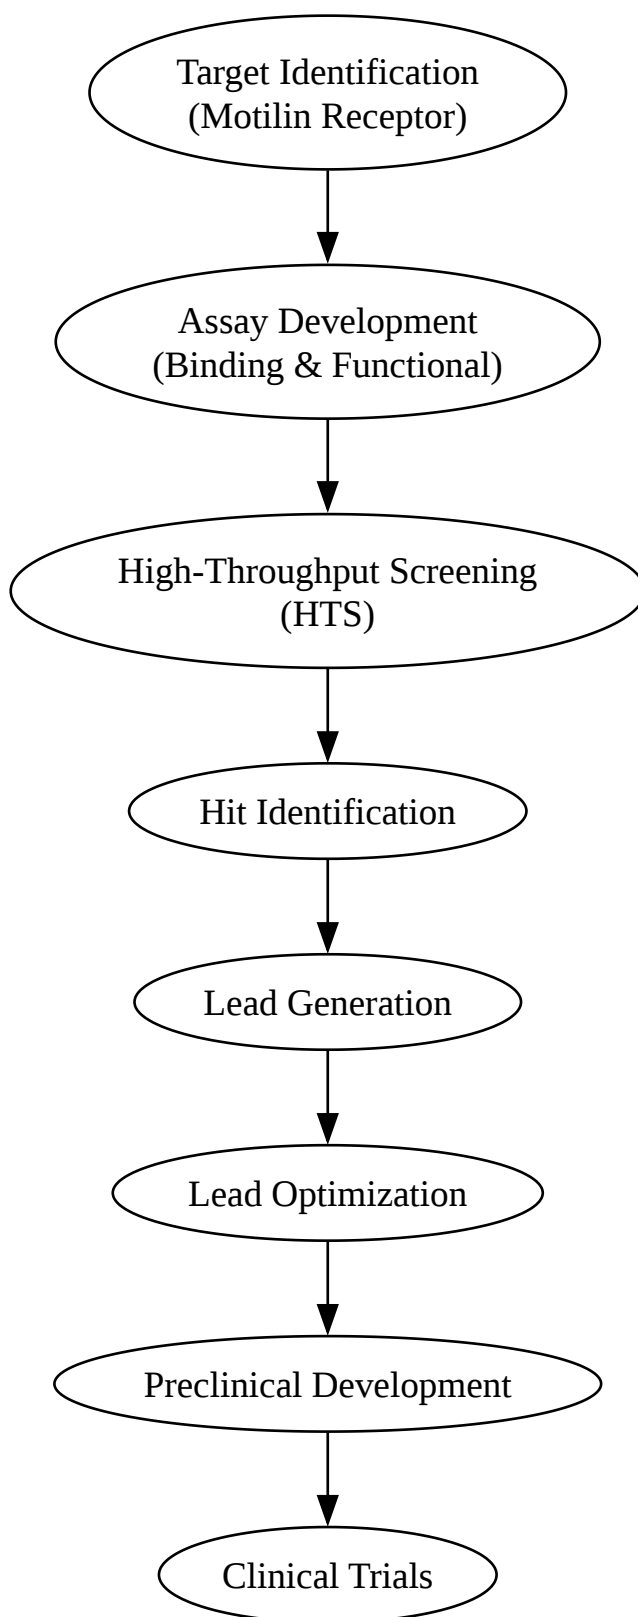 Target Identification
(Motilin Receptor)
Assay Development
(Binding & Functional)
High-Throughput Screening
(HTS)
Hit Identification
Lead Generation
Lead Optimization
Preclinical Development
Clinical Trials